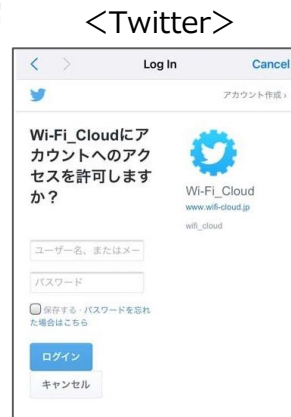 ＜Twitter＞
Log In
Cancel
アカウント作成 ›
Wi-Fi_Cloudにア
カウントへのアク
セスを許可します
か？
Wi-Fi_Cloud
www.wifi-cloud.jp
wifi_cloud
ユーザー名、またはメー
パスワード
保存する · パスワードを忘れ
た場合はこちら
ログイン
キャンセル